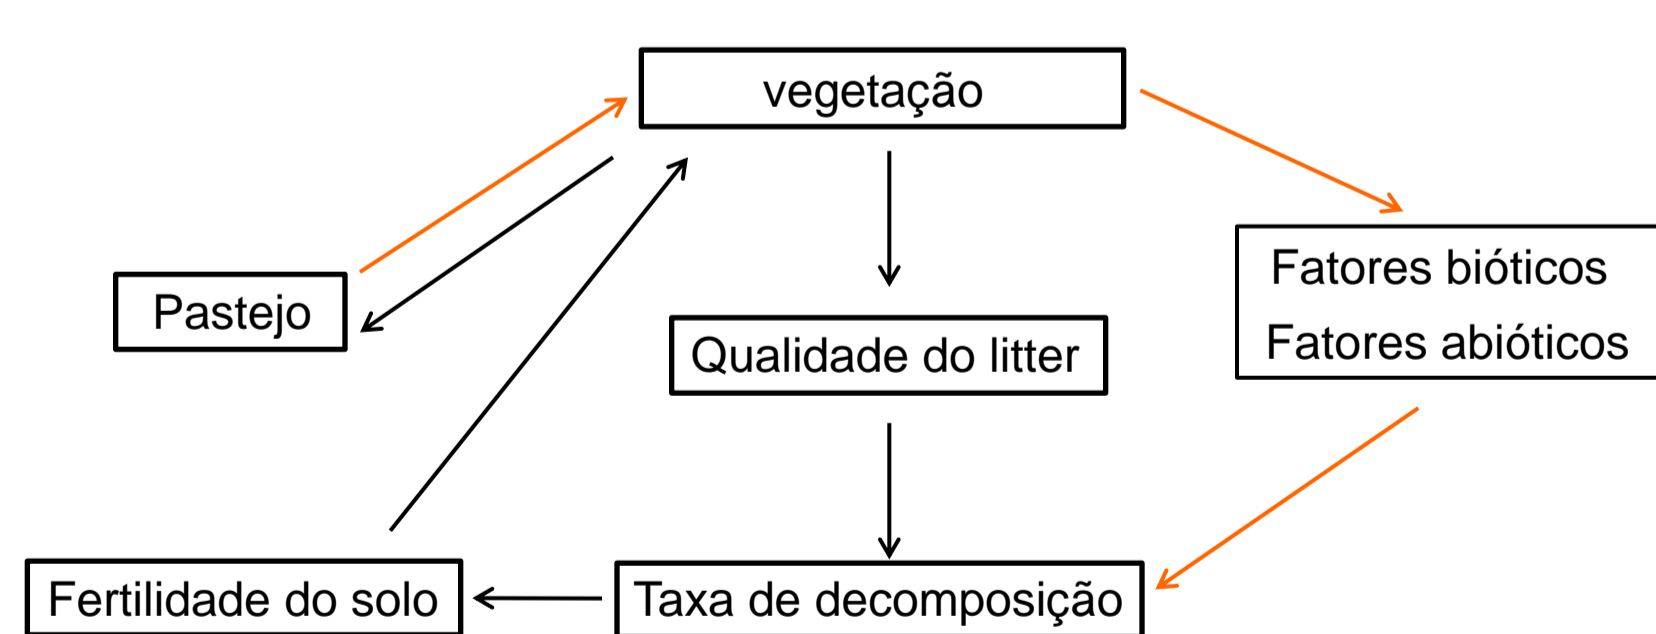 vegetação
Fatores bióticos
Pastejo
Fatores abióticos
Qualidade do litter
Fertilidade do solo
Taxa de decomposição